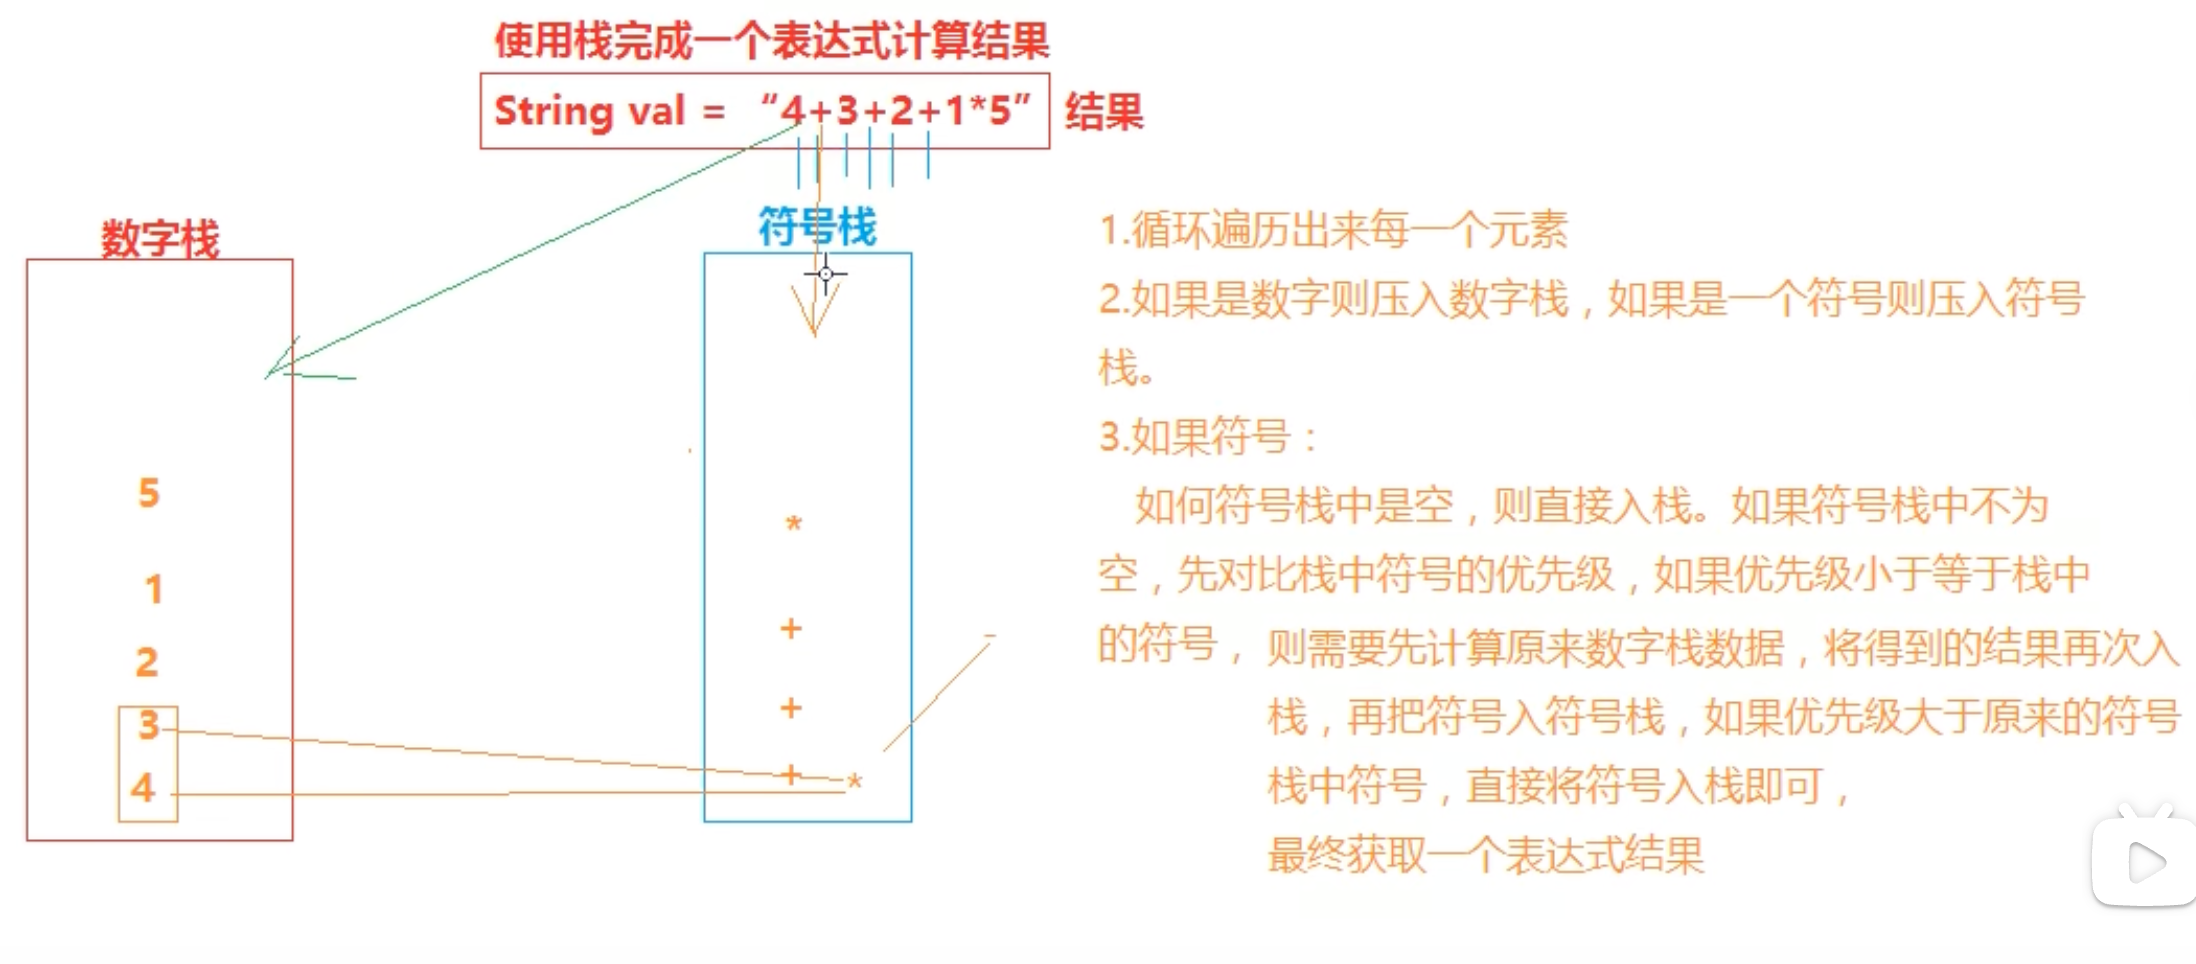 使用栈完成一个表达式计算结果
String val = “4+3+2+1*5” 结果
数字栈
5
1
2
3
4
符号栈
*
+
+
+ *
-
1.循环遍历出来每一个元素
2.如果是数字则压入数字栈，如果是一个符号则压入符号
栈。
3.如果符号：
如何符号栈中是空，则直接入栈。如果符号栈中不为
空，先对比栈中符号的优先级，如果优先级小于等于栈中
的符号，则需要先计算原来数字栈数据，将得到的结果再次入
栈，再把符号入符号栈，如果优先级大于原来的符号
栈中符号，直接将符号入栈即可，
最终获取一个表达式结果